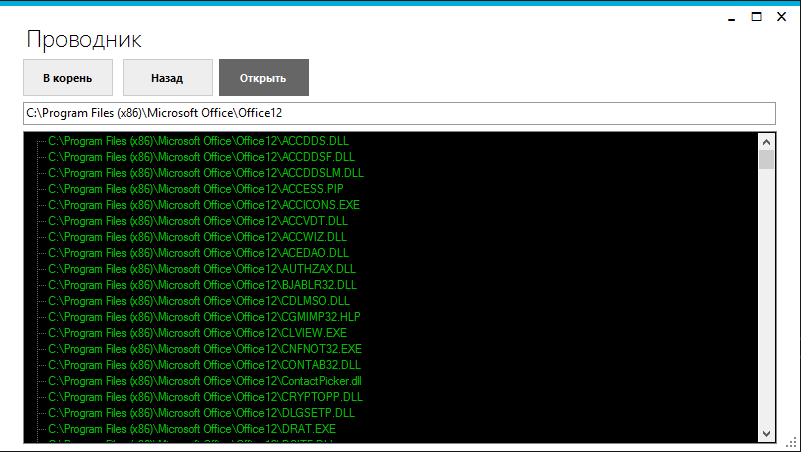 Проводник
В корень Назад Открыть
C:\Program Files (x86)\Microsoft Office\Office12
C:\Program Files (x86)\Microsoft Office\Office12\ACCDDS.DLL
C:\Program Files (x86)\Microsoft Office\Office12\ACCDDSF.DLL
C:\Program Files (x86)\Microsoft Office\Office12\ACCDDSLM.DLL
C:\Program Files (x86)\Microsoft Office\Office12\ACCESS.PIP
C:\Program Files (x86)\Microsoft Office\Office12\ACCICONS.EXE
C:\Program Files (x86)\Microsoft Office\Office12\ACCVDT.DLL
C:\Program Files (x86)\Microsoft Office\Office12\ACCWIZ.DLL
C:\Program Files (x86)\Microsoft Office\Office12\ACEDAO.DLL
C:\Program Files (x86)\Microsoft Office\Office12\AUTHZAX.DLL
C:\Program Files (x86)\Microsoft Office\Office12\BJABLR32.DLL
C:\Program Files (x86)\Microsoft Office\Office12\CDLMSO.DLL
C:\Program Files (x86)\Microsoft Office\Office12\CGMIMP32.HLP
C:\Program Files (x86)\Microsoft Office\Office12\CLVIEW.EXE
C:\Program Files (x86)\Microsoft Office\Office12\CNFNOT32.EXE
C:\Program Files (x86)\Microsoft Office\Office12\CONTAB32.DLL
C:\Program Files (x86)\Microsoft Office\Office12\ContactPicker.dll
C:\Program Files (x86)\Microsoft Office\Office12\CRYPTOPP.DLL
C:\Program Files (x86)\Microsoft Office\Office12\DLGSETP.DLL
C:\Program Files (x86)\Microsoft Office\Office12\DRAT.EXE